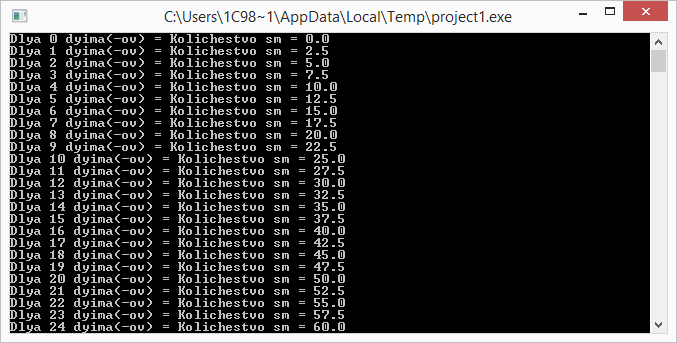 C:\Users\1C98~1\AppData\Local\Temp\project1.exe
Dlya 0 dyima(-ov) = Kolichestvo sm = 0.0
Dlya 1 dyima(-ov) = Kolichestvo sm = 2.5
Dlya 2 dyima(-ov) = Kolichestvo sm = 5.0
Dlya 3 dyima(-ov) = Kolichestvo sm = 7.5
Dlya 4 dyima(-ov) = Kolichestvo sm = 10.0
Dlya 5 dyima(-ov) = Kolichestvo sm = 12.5
Dlya 6 dyima(-ov) = Kolichestvo sm = 15.0
Dlya 7 dyima(-ov) = Kolichestvo sm = 17.5
Dlya 8 dyima(-ov) = Kolichestvo sm = 20.0
Dlya 9 dyima(-ov) = Kolichestvo sm = 22.5
Dlya 10 dyima(-ov) = Kolichestvo sm = 25.0
Dlya 11 dyima(-ov) = Kolichestvo sm = 27.5
Dlya 12 dyima(-ov) = Kolichestvo sm = 30.0
Dlya 13 dyima(-ov) = Kolichestvo sm = 32.5
Dlya 14 dyima(-ov) = Kolichestvo sm = 35.0
Dlya 15 dyima(-ov) = Kolichestvo sm = 37.5
Dlya 16 dyima(-ov) = Kolichestvo sm = 40.0
Dlya 17 dyima(-ov) = Kolichestvo sm = 42.5
Dlya 18 dyima(-ov) = Kolichestvo sm = 45.0
Dlya 19 dyima(-ov) = Kolichestvo sm = 47.5
Dlya 20 dyima(-ov) = Kolichestvo sm = 50.0
Dlya 21 dyima(-ov) = Kolichestvo sm = 52.5
Dlya 22 dyima(-ov) = Kolichestvo sm = 55.0
Dlya 23 dyima(-ov) = Kolichestvo sm = 57.5
Dlya 24 dyima(-ov) = Kolichestvo sm = 60.0